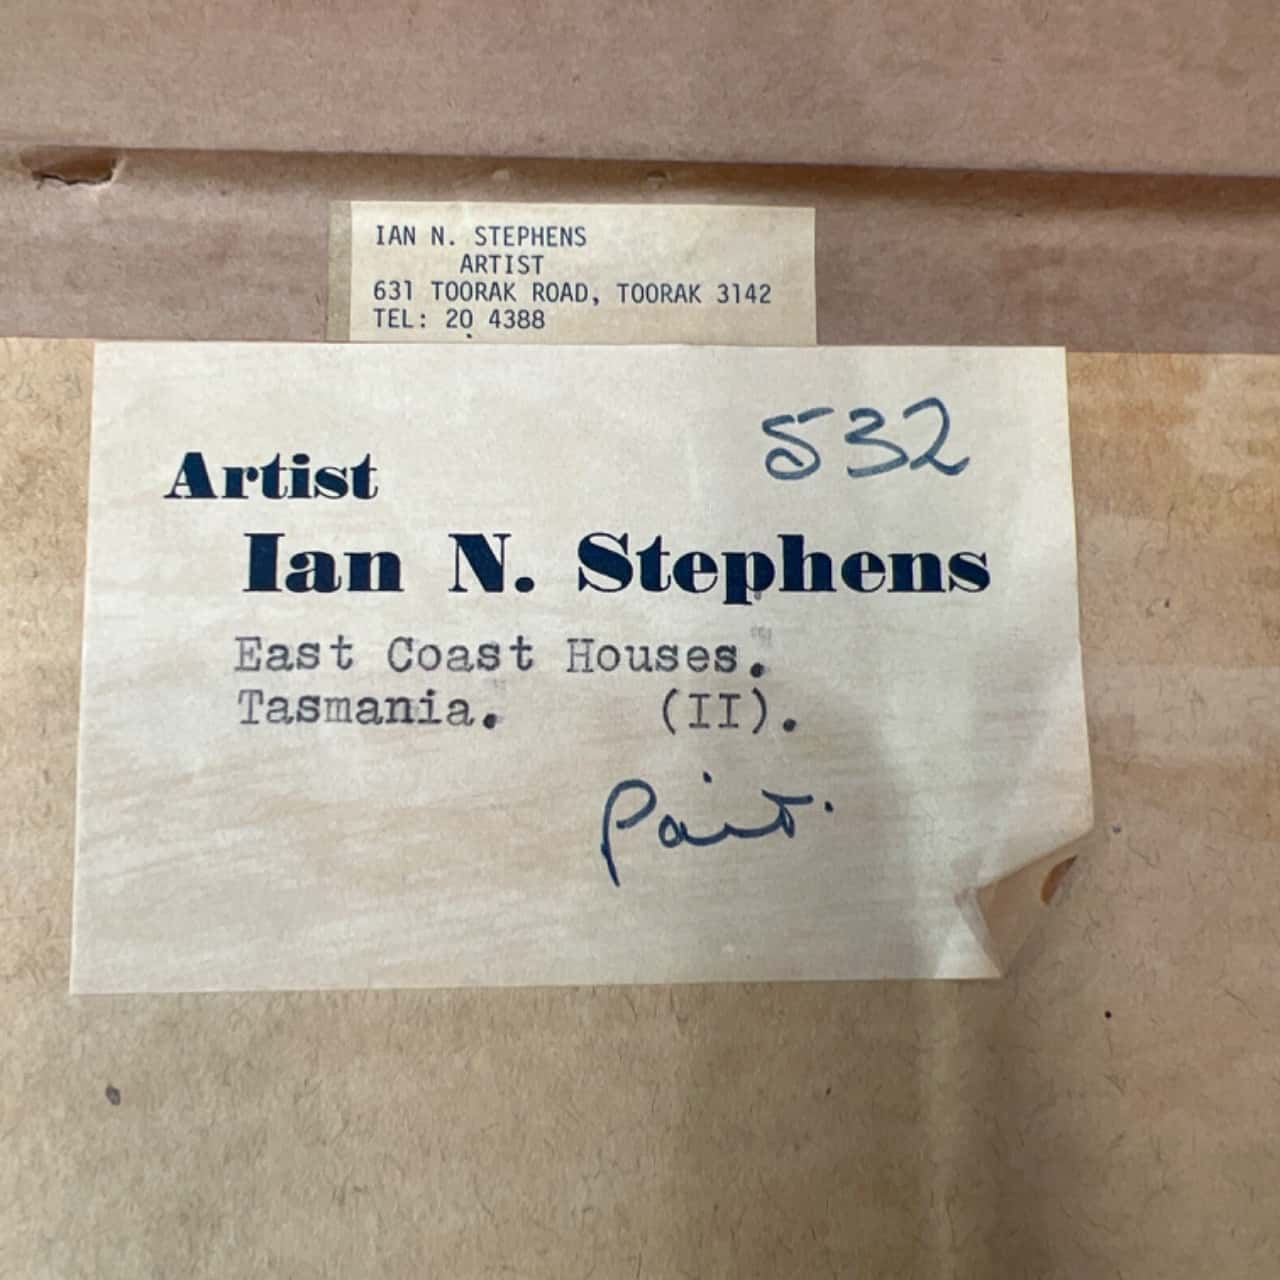 IAN N. STEPHENS
ARTIST
631 TOORAK ROAD, TOORAK 3142
TEL: 20 4388
532
Artist
Ian N. Stephens
East Coast Houses.
Tasmania. (II).
Paint.